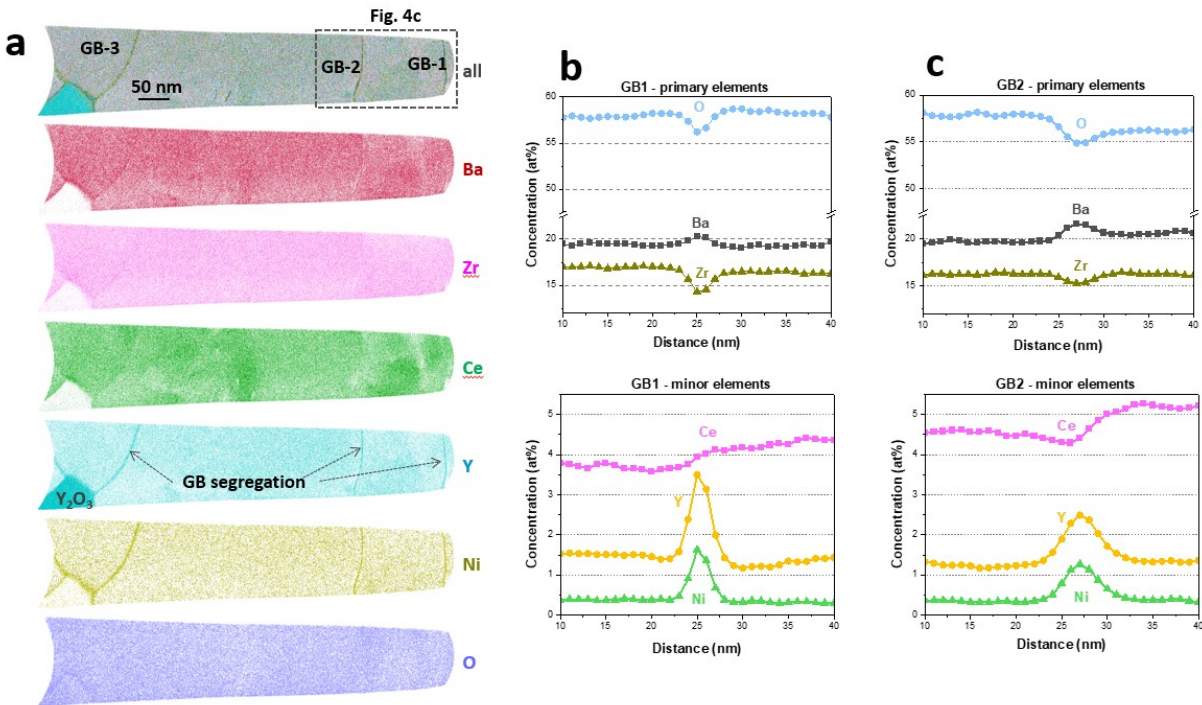 a
Fig. 4c
GB-3
GB-2
GB-1
all
50 nm
Ba
Zr
Ce
Y
GB segregation
Y₂O₃
Ni
O
b
GB1 - primary elements
Concentration (at%)
60
55
50
20
15
O
Ba
Zr
10 15 20 25 30 35 40
Distance (nm)
GB1 - minor elements
Concentration (at%)
5
4
3
2
1
0
Ce
Y
Ni
10 15 20 25 30 35 40
Distance (nm)
c
GB2 - primary elements
Concentration (at%)
60
55
50
20
15
O
Ba
Zr
10 15 20 25 30 35 40
Distance (nm)
GB2 - minor elements
Concentration (at%)
5
4
3
2
1
0
Ce
Y
Ni
10 15 20 25 30 35 40
Distance (nm)